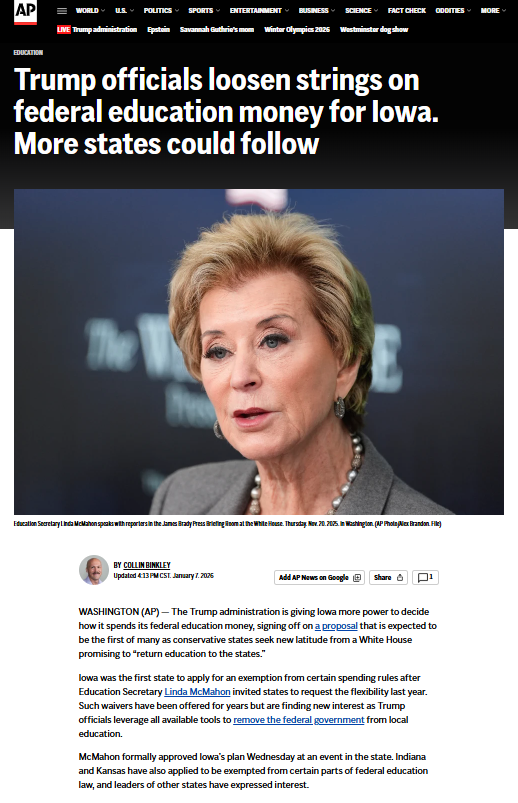 AP
WORLD U.S. POLITICS SPORTS ENTERTAINMENT BUSINESS SCIENCE FACT CHECK ODDITIES MORE
LIVE Trump administration Epstein Savannah Guthrie's mom Winter Olympics 2026 Westminster dog show
EDUCATION
Trump officials loosen strings on
federal education money for Iowa.
More states could follow
The W E
Pre
Education Secretary Linda McMahon speaks with reporters in the James Brady Press Briefing Room at the White House, Thursday, Nov. 20, 2025, in Washington. (AP Photo/Alex Brandon, File)
BY COLLIN BINKLEY
Updated 4:13 PM CST, January 7, 2026
Add AP News on Google Share 1
WASHINGTON (AP) — The Trump administration is giving Iowa more power to decide
how it spends its federal education money, signing off on a proposal that is expected to
be the first of many as conservative states seek new latitude from a White House
promising to “return education to the states.”
Iowa was the first state to apply for an exemption from certain spending rules after
Education Secretary Linda McMahon invited states to request the flexibility last year.
Such waivers have been offered for years but are finding new interest as Trump
officials leverage all available tools to remove the federal government from local
education.
McMahon formally approved Iowa’s plan Wednesday at an event in the state. Indiana
and Kansas have also applied to be exempted from certain parts of federal education
law, and leaders of other states have expressed interest.